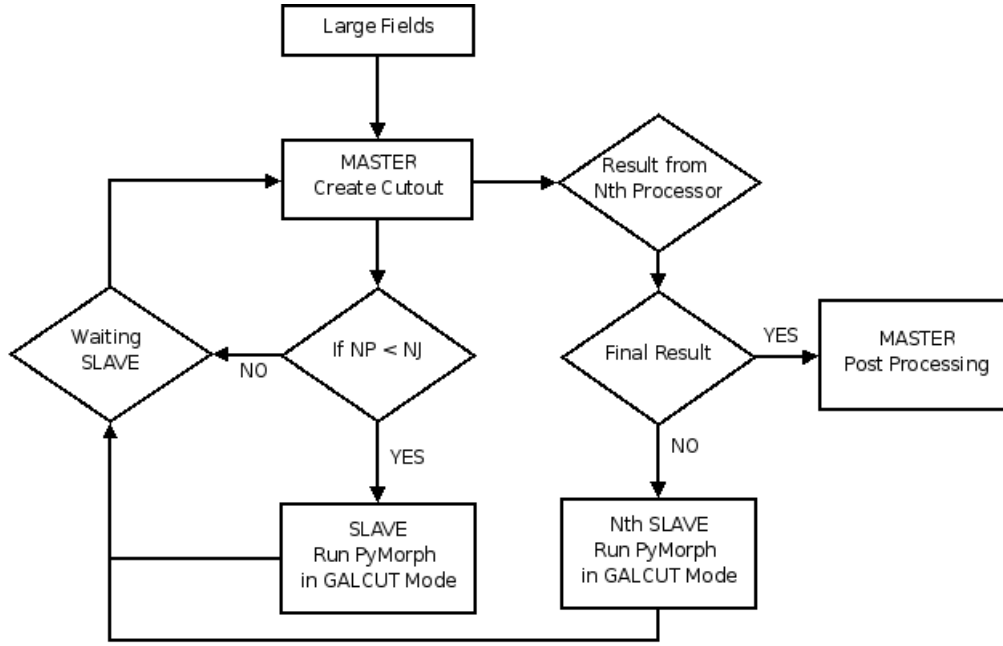 Large Fields
MASTER
Create Cutout
Result from
Nth Processor
Waiting
SLAVE
If NP < NJ
NO
YES
Final Result
YES
MASTER
Post Processing
NO
SLAVE
Run PyMorph
in GALCUT Mode
Nth SLAVE
Run PyMorph
in GALCUT Mode